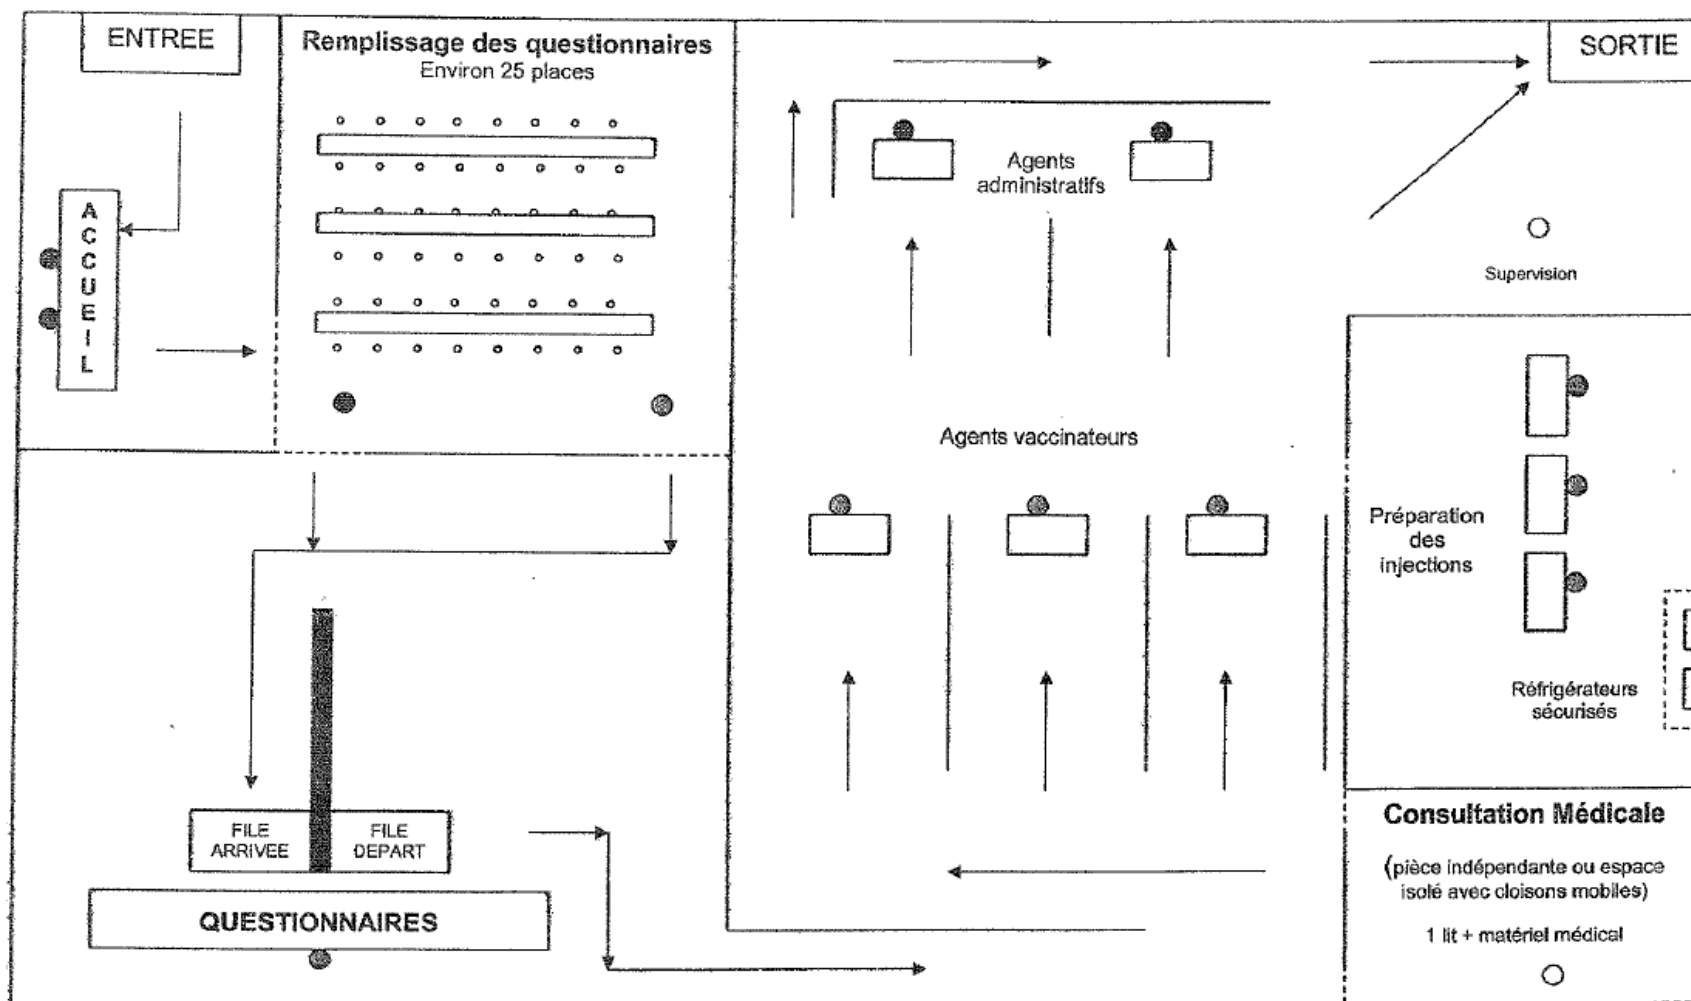 ENTREE
Remplissage des questionnaires
Environ 25 places
SORTIE
ACCUEIL
Agents
administratifs
Supervision
Agents vaccinateurs
Préparation
des
injections
Réfrigérateurs
sécurisés
FILE
ARRIVEE
FILE
DEPART
QUESTIONNAIRES
Consultation Médicale
(pièce indépendante ou espace
isolé avec cloisons mobiles)
1 lit + matériel médical